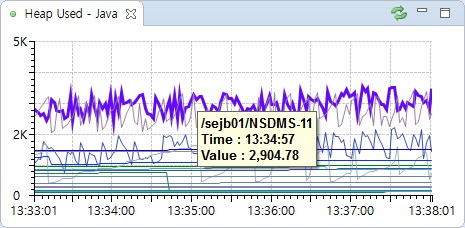 Heap Used - Java
5K
2K
0
/sejb01/NSDMS-11
Time : 13:34:57
Value : 2,904.78
13:33:01 13:34:00 13:35:00 13:36:00 13:37:00 13:38:01